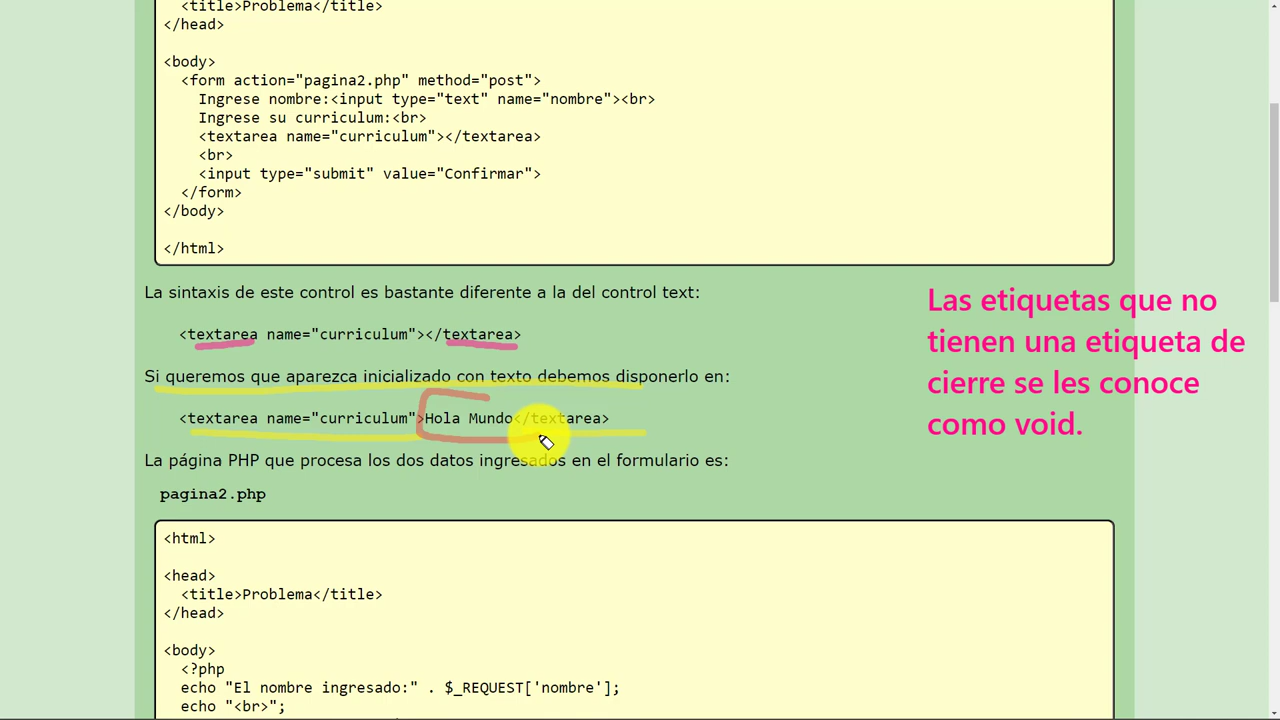 <title>Problema</title>
</head>
<body>
<form action="pagina2.php" method="post">
Ingrese nombre:<input type="text" name="nombre"><br>
Ingrese su curriculum:<br>
<textarea name="curriculum"></textarea>
<br>
<input type="submit" value="Confirmar">
</form>
</body>
</html>
La sintaxis de este control es bastante diferente a la del control text:
<textarea name="curriculum"></textarea>
Si queremos que aparezca inicializado con texto debemos disponerlo en:
<textarea name="curriculum">Hola Mundo</textarea>
La página PHP que procesa los dos datos ingresados en el formulario es:
pagina2.php
<html>
<head>
<title>Problema</title>
</head>
<body>
<?php
echo "El nombre ingresado:" . $_REQUEST['nombre'];
echo "<br>";
Las etiquetas que no
tienen una etiqueta de
cierre se les conoce
como void.